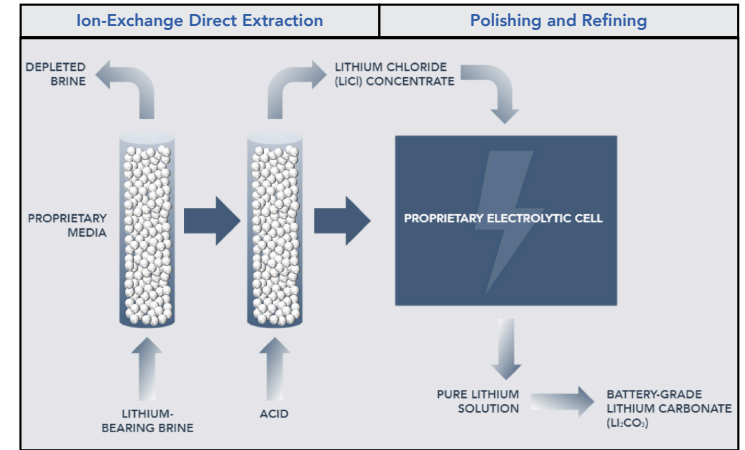 Ion-Exchange Direct Extraction
Polishing and Refining
DEPLETED
BRINE
LITHIUM CHLORIDE
(LiCl) CONCENTRATE
PROPRIETARY
MEDIA
PROPRIETARY ELECTROLYTIC CELL
LITHIUM-
BEARING BRINE
ACID
PURE LITHIUM
SOLUTION
BATTERY-GRADE
LITHIUM CARBONATE
(LI₂CO₃)